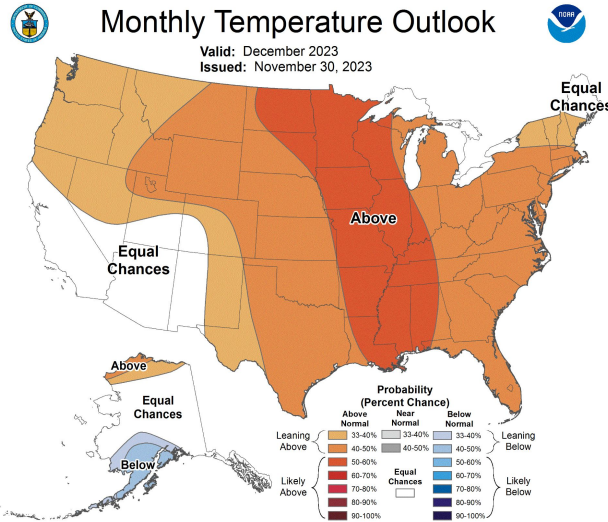 Monthly Temperature Outlook
Valid: December 2023
Issued: November 30, 2023
NOAA
Equal
Chances
Above
Equal
Chances
Above
Equal
Chances
Below
Probability
(Percent Chance)
Above
Normal
Near
Normal
Below
Normal
Leaning
Above
33-40%
40-50%
33-40%
40-50%
33-40%
40-50%
Leaning
Below
Likely
Above
50-60%
60-70%
70-80%
80-90%
90-100%
Equal
Chances
50-60%
60-70%
70-80%
80-90%
90-100%
Likely
Below